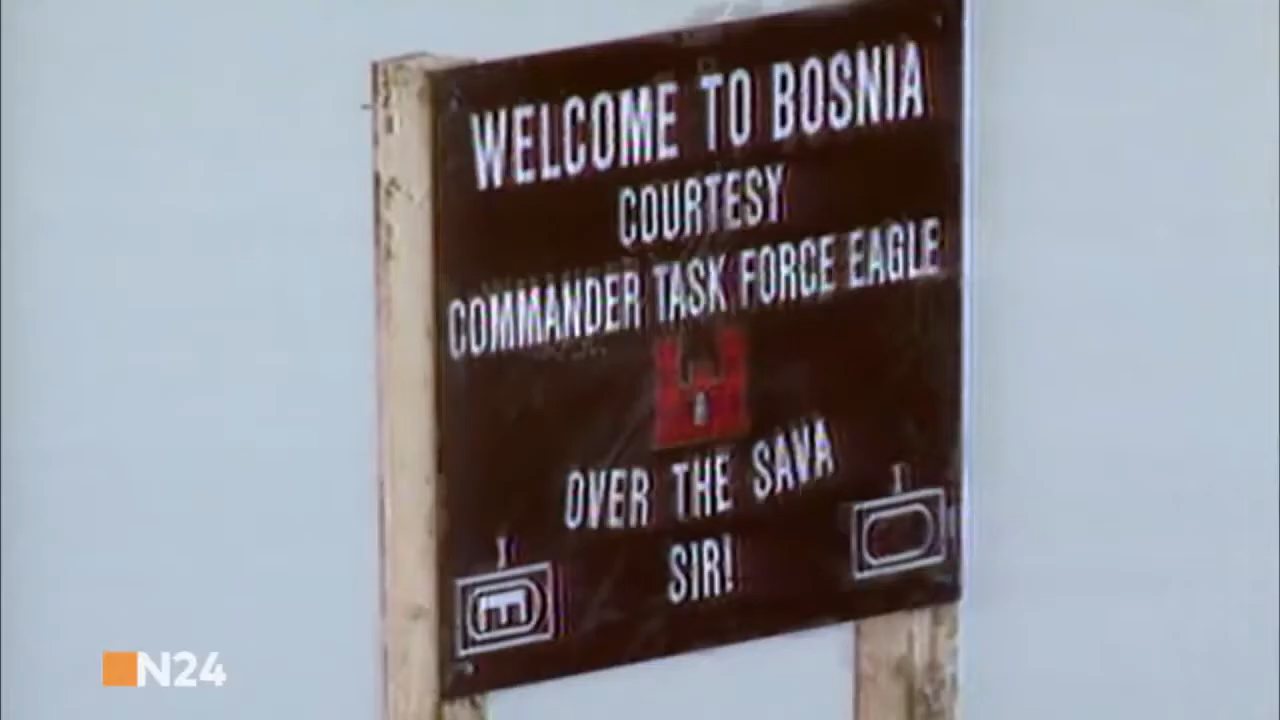 WELCOME TO BOSNIA
COURTESY
COMMANDER TASK FORCE EAGLE
OVER THE SAVA
SIR!
N24